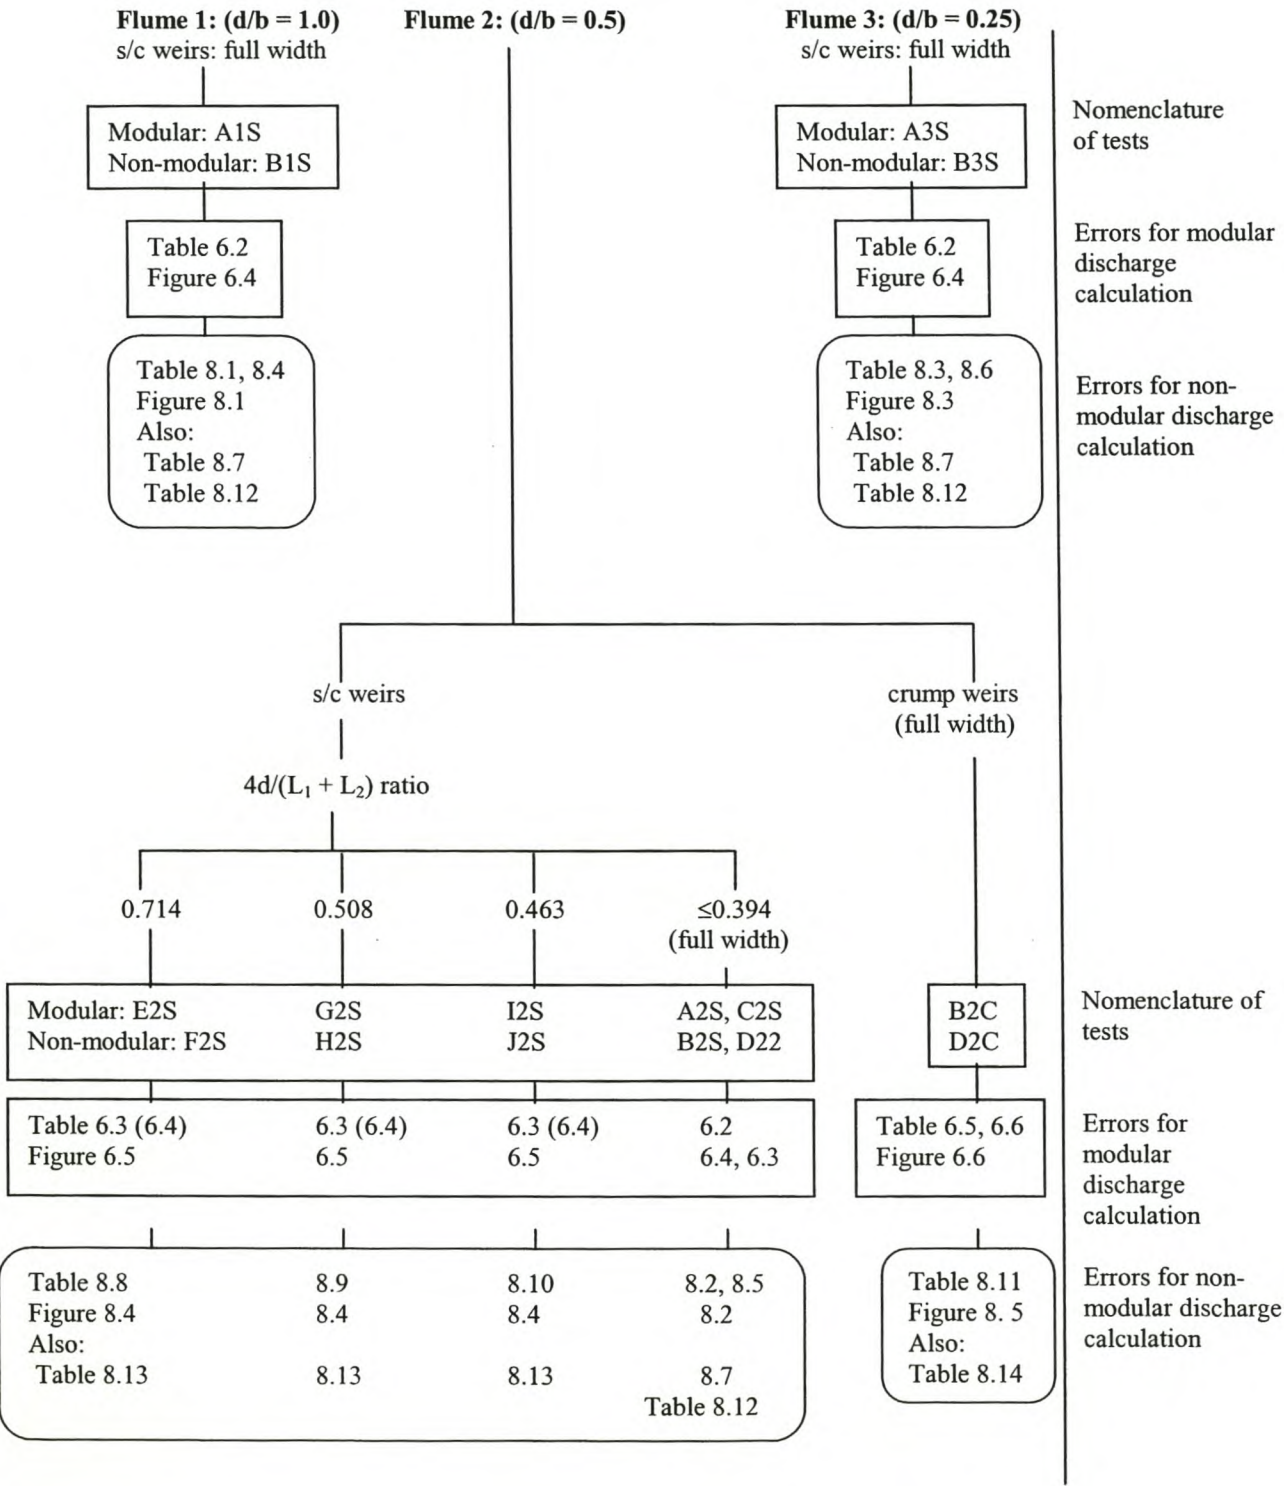 Flume 1: (d/b = 1.0)
s/c weirs: full width
Modular: A1S
Non-modular: B1S
Table 6.2
Figure 6.4
Table 8.1, 8.4
Figure 8.1
Also:
Table 8.7
Table 8.12
Flume 2: (d/b = 0.5)
Flume 3: (d/b = 0.25)
s/c weirs: full width
Modular: A3S
Non-modular: B3S
Table 6.2
Figure 6.4
Table 8.3, 8.6
Figure 8.3
Also:
Table 8.7
Table 8.12
Nomenclature
of tests
Errors for modular
discharge
calculation
Errors for non-
modular discharge
calculation
s/c weirs
crump weirs
(full width)
4d/(L₁ + L₂) ratio
0.714 0.508 0.463 ≤0.394
(full width)
Modular: E2S G2S I2S A2S, C2S
Non-modular: F2S H2S J2S B2S, D22
B2C
D2C
Nomenclature of
tests
Table 6.3 (6.4) 6.3 (6.4) 6.3 (6.4) 6.2
Figure 6.5 6.5 6.5 6.4, 6.3
Table 6.5, 6.6
Figure 6.6
Errors for
modular
discharge
calculation
Table 8.8 8.9 8.10 8.2, 8.5
Figure 8.4 8.4 8.4 8.2
Also:
Table 8.13 8.13 8.13 8.7
Table 8.12
Table 8.11
Figure 8. 5
Also:
Table 8.14
Errors for non-
modular discharge
calculation